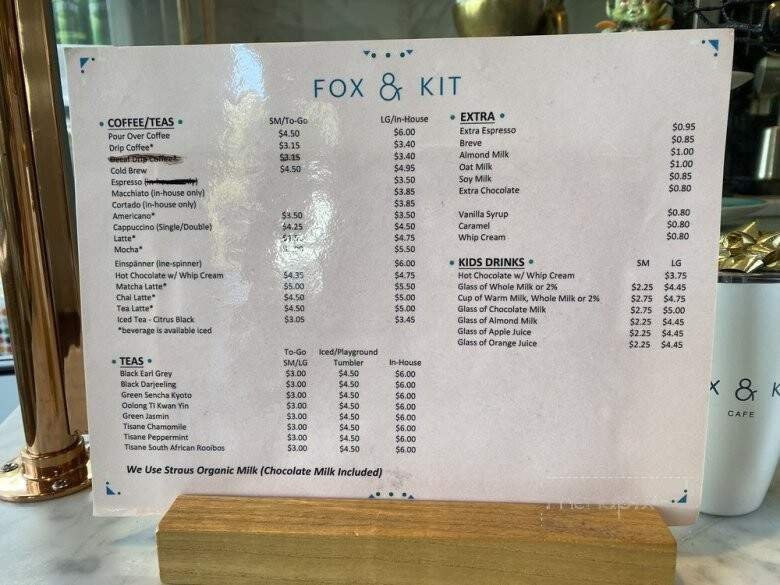 FOX & KIT
• COFFEE/TEAS • SM/To-Go LG/In-House
Pour Over Coffee $4.50 $6.00
Drip Coffee* $3.15 $3.40
Decaf Drip Coffee* $3.15 $3.40
Cold Brew $4.50 $4.95
Espresso $3.50
Macchiato (in-house only) $3.85
Cortado (in-house only) $3.85
Americano* $3.50 $3.50
Cappuccino (Single/Double) $4.25 $4.50
Latte* $4.75
Mocha* $5.50
Einspänner (ine-spinner) $6.00
Hot Chocolate w/ Whip Cream $4.35 $4.75
Matcha Latte* $5.00 $5.50
Chai Latte* $4.50 $5.00
Tea Latte* $4.50 $5.00
Iced Tea - Citrus Black $3.05 $3.45
*beverage is available iced
To-Go Iced/Playground
• TEAS • SM/LG Tumbler In-House
Black Earl Grey $3.00 $4.50 $6.00
Black Darjeeling $3.00 $4.50 $6.00
Green Sencha Kyoto $3.00 $4.50 $6.00
Oolong TI Kwan Yin $3.00 $4.50 $6.00
Green Jasmin $3.00 $4.50 $6.00
Tisane Chamomile $3.00 $4.50 $6.00
Tisane Peppermint $3.00 $4.50 $6.00
Tisane South African Rooibos $3.00 $4.50 $6.00
We Use Straus Organic Milk (Chocolate Milk Included)
• EXTRA •
Extra Espresso $0.95
Breve $0.85
Almond Milk $1.00
Oat Milk $1.00
Soy Milk $0.85
Extra Chocolate $0.80
Vanilla Syrup $0.80
Caramel $0.80
Whip Cream $0.80
• KIDS DRINKS • SM LG
Hot Chocolate w/ Whip Cream $3.75
Glass of Whole Milk or 2% $2.25 $4.45
Cup of Warm Milk, Whole Milk or 2% $2.75 $4.75
Glass of Chocolate Milk $2.75 $5.00
Glass of Almond Milk $2.25 $4.45
Glass of Apple Juice $2.25 $4.45
Glass of Orange Juice $2.25 $4.45
X & K
CAFE